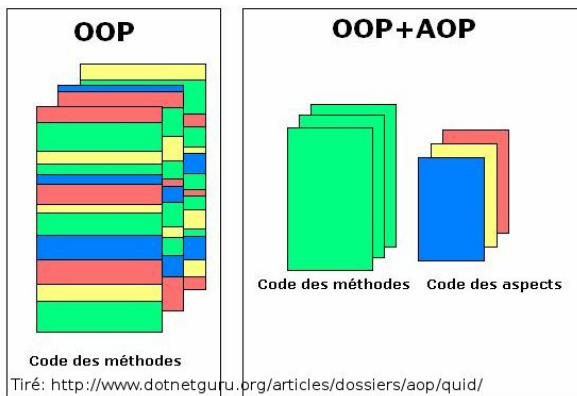 OOP
Code des méthodes
OOP+AOP
Code des méthodes
Code des aspects
Tiré: http://www.dotnetguru.org/articles/dossiers/aop/quid/